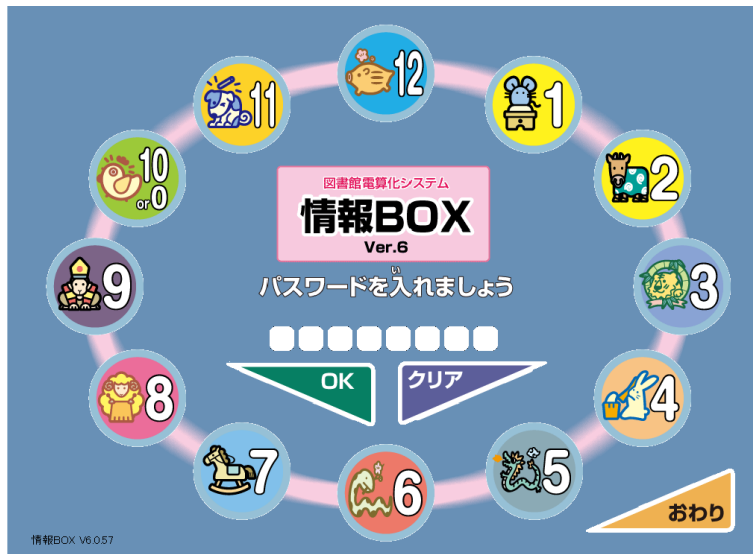 12
11
1
10
or0
2
図書館電算化システム
情報BOX
Ver.6
9
パスワードを入れましょう
い
3
OK
クリア
8
4
7
6
5
おわり
情報BOX V6.0.57